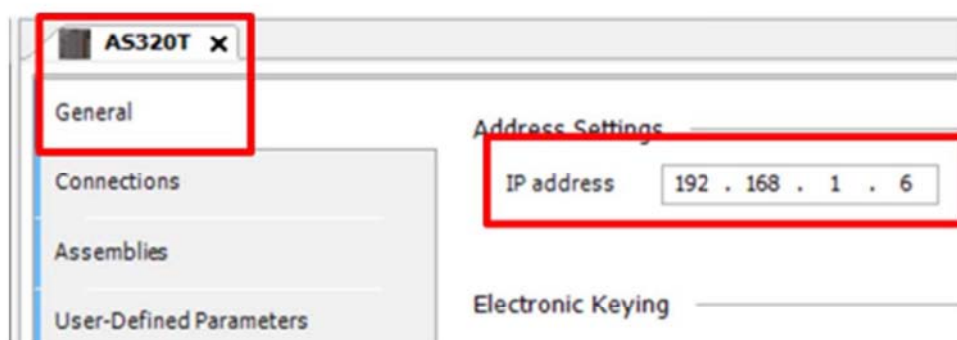 AS320T
General
Address Settings
IP address 192 . 168 . 1 . 6
Connections
Assemblies
Electronic Keying
User-Defined Parameters